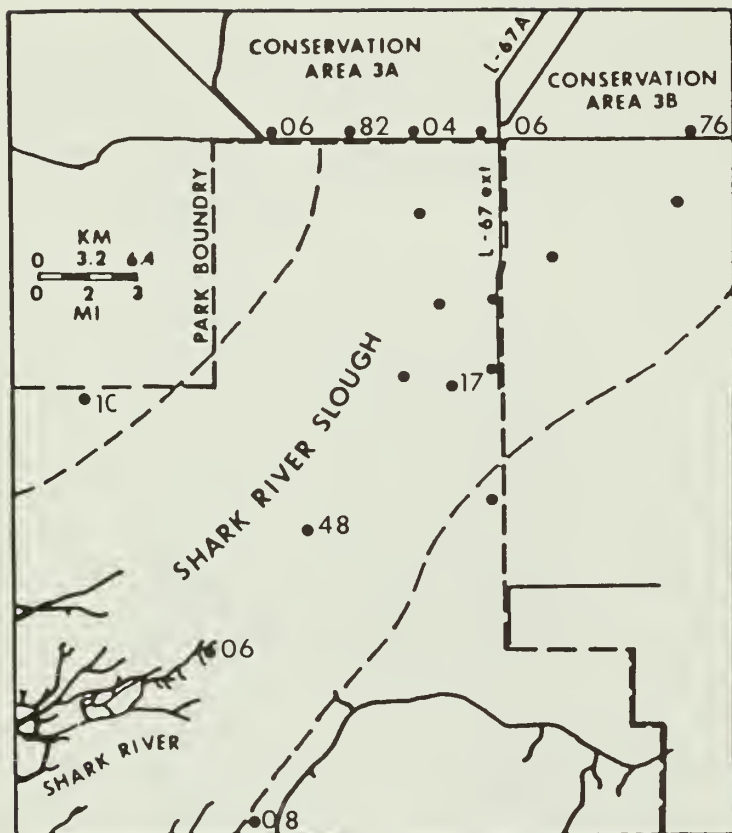 CONSERVATION
AREA 3A
L-67A
CONSERVATION
AREA 3B
06
82
04
06
76
L-67 ext
PARK BOUNDRY
KM
0 3.2 6.4
0 2 3
MI
1C
17
SHARK RIVER SLOUGH
48
06
SHARK RIVER
08